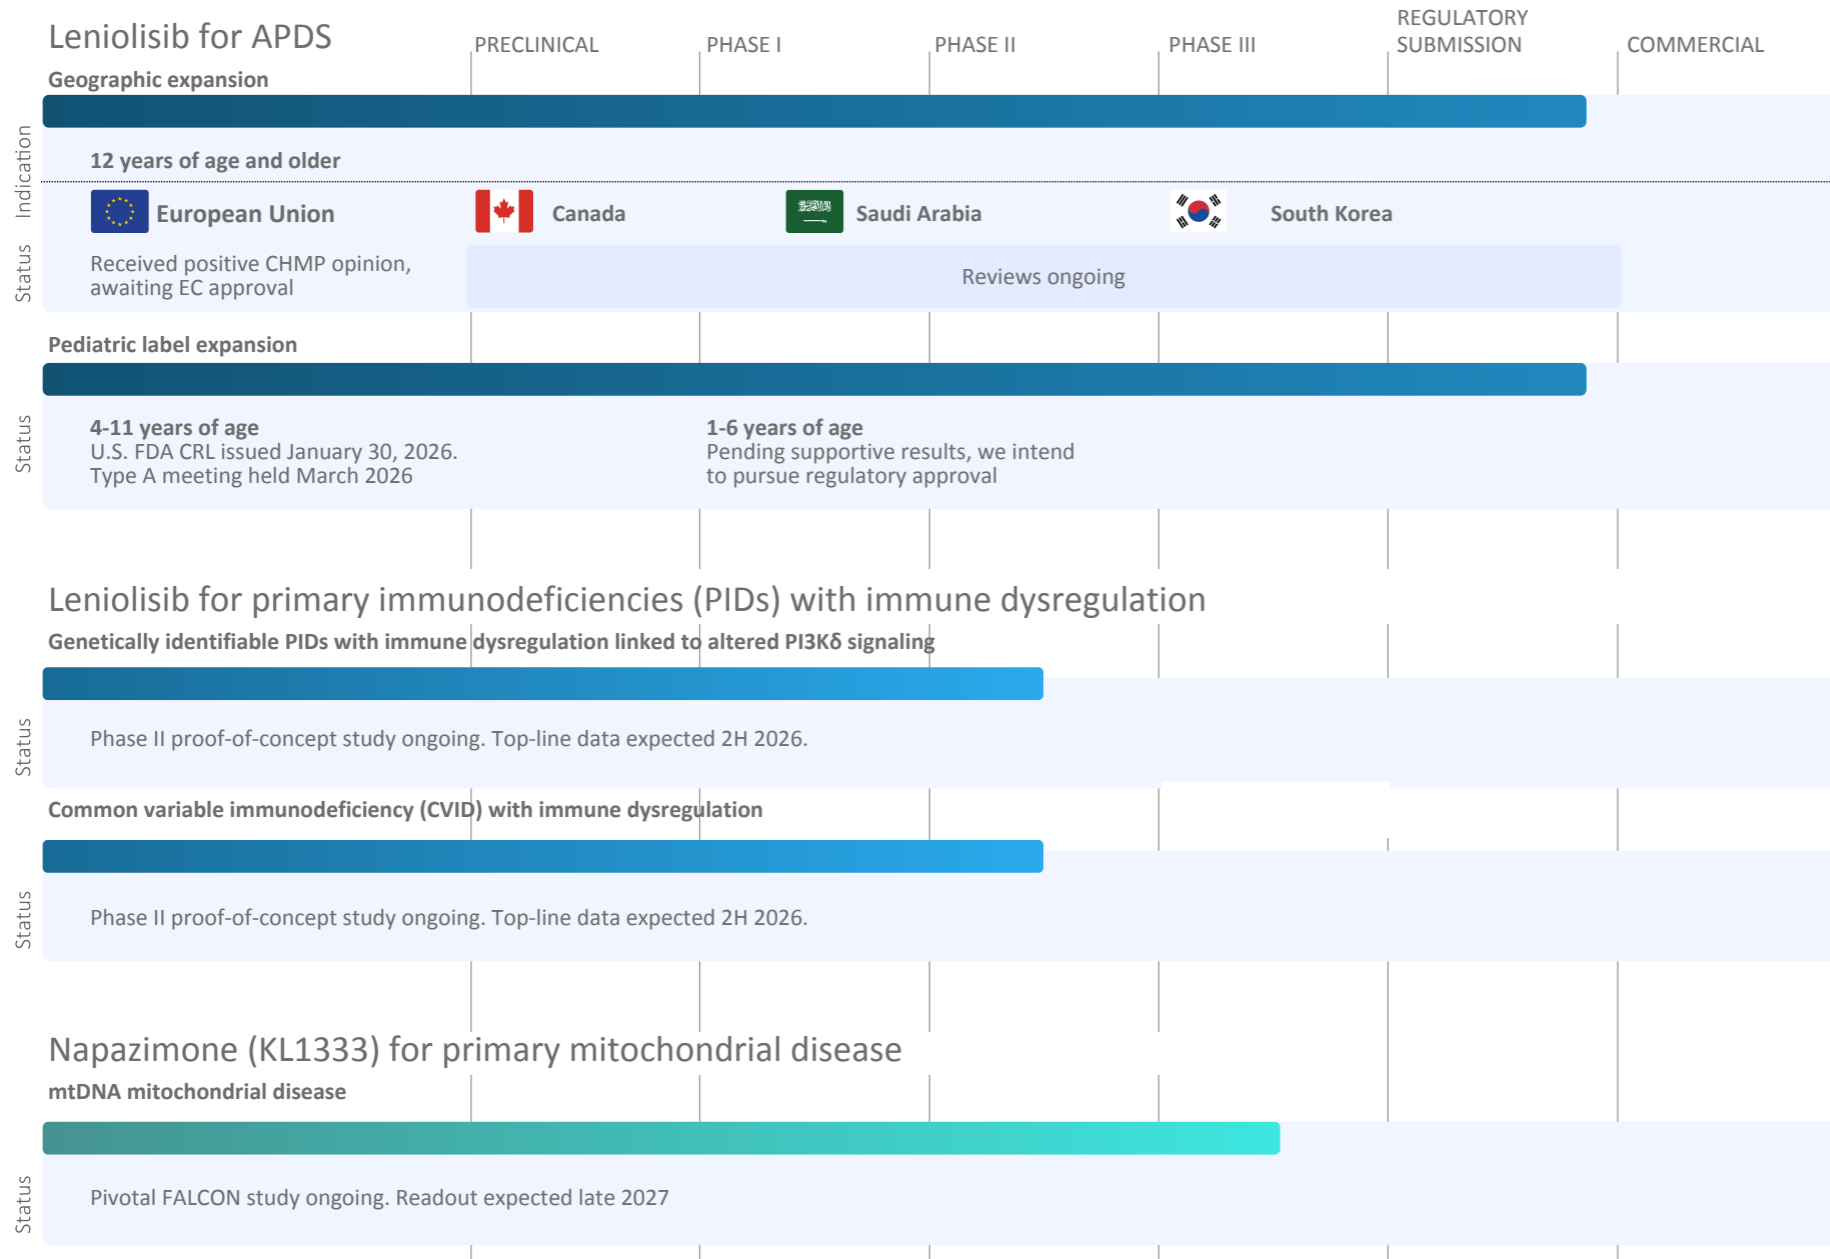 Leniolisib for APDS
PRECLINICAL
PHASE I
PHASE II
PHASE III
REGULATORY
SUBMISSION
COMMERCIAL
Geographic expansion
Indication
12 years of age and older
European Union
Canada
Saudi Arabia
South Korea
Status
Received positive CHMP opinion,
awaiting EC approval
Reviews ongoing
Pediatric label expansion
Status
4-11 years of age
U.S. FDA CRL issued January 30, 2026.
Type A meeting held March 2026
1-6 years of age
Pending supportive results, we intend
to pursue regulatory approval
Leniolisib for primary immunodeficiencies (PIDs) with immune dysregulation
Genetically identifiable PIDs with immune dysregulation linked to altered PI3Kδ signaling
Status
Phase II proof-of-concept study ongoing. Top-line data expected 2H 2026.
Common variable immunodeficiency (CVID) with immune dysregulation
Status
Phase II proof-of-concept study ongoing. Top-line data expected 2H 2026.
Napazimone (KL1333) for primary mitochondrial disease
mtDNA mitochondrial disease
Status
Pivotal FALCON study ongoing. Readout expected late 2027